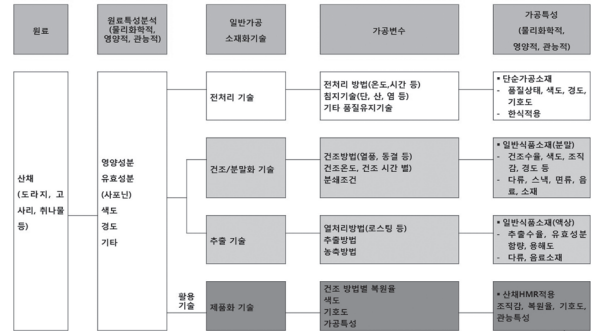 원료
원료특성분석
(물리화학적,
영양적, 관능적)
일반가공
소재화기술
가공변수
가공특성
(물리화학적,
영양적, 관능적)
산채
(도라지, 고
사리, 취나물
등)
영양성분
유효성분
(사포닌)
색도
경도
기타
전처리 기술
전처리 방법(온도,시간 등)
침지기술(단, 산, 염 등)
기타 품질유지기술
▪ 단순가공소재
- 품질상태, 색도, 경도,
기호도
- 한식적용
건조/분말화 기술
건조방법(열풍, 동결 등)
건조온도, 건조 시간 별)
분쇄조건
▪ 일반식품소재(분말)
- 건조수율, 색도, 조직
감, 경도 등
- 다류, 스낵, 면류, 음
료, 소재
추출 기술
열처리방법(로스팅 등)
추출방법
농축방법
▪ 일반식품소재(액상)
- 추출수율, 유효성분
함량, 용해도
- 다류, 음료소재
활용
기술
제품화 기술
건조 방법별 복원율
색도
기호도
가공특성
▪ 산채HMR적용
조직감, 복원율, 기호도,
관능특성